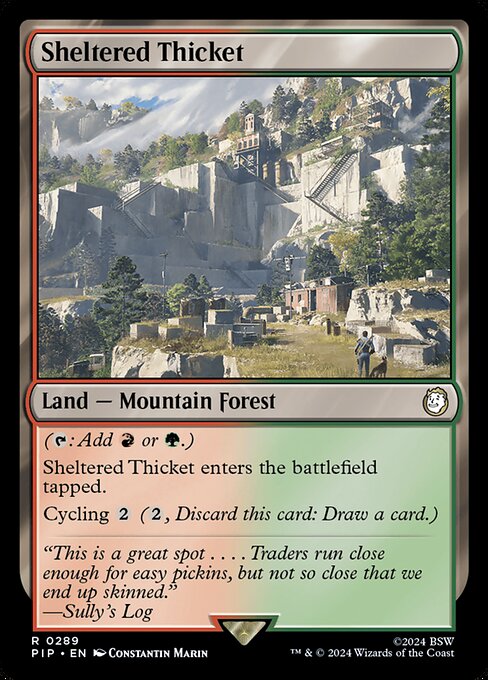 Sheltered Thicket
Land — Mountain Forest
(: Add  or .)
Sheltered Thicket enters the battlefield
tapped.
Cycling 2 (2, Discard this card: Draw a card.)
“This is a great spot . . . . Traders run close
enough for easy pickins, but not so close that we
end up skinned.”
—Sully’s Log
R 0289
PIP • EN Constantin Marin
©2024 BSW
™ & © 2024 Wizards of the Coast